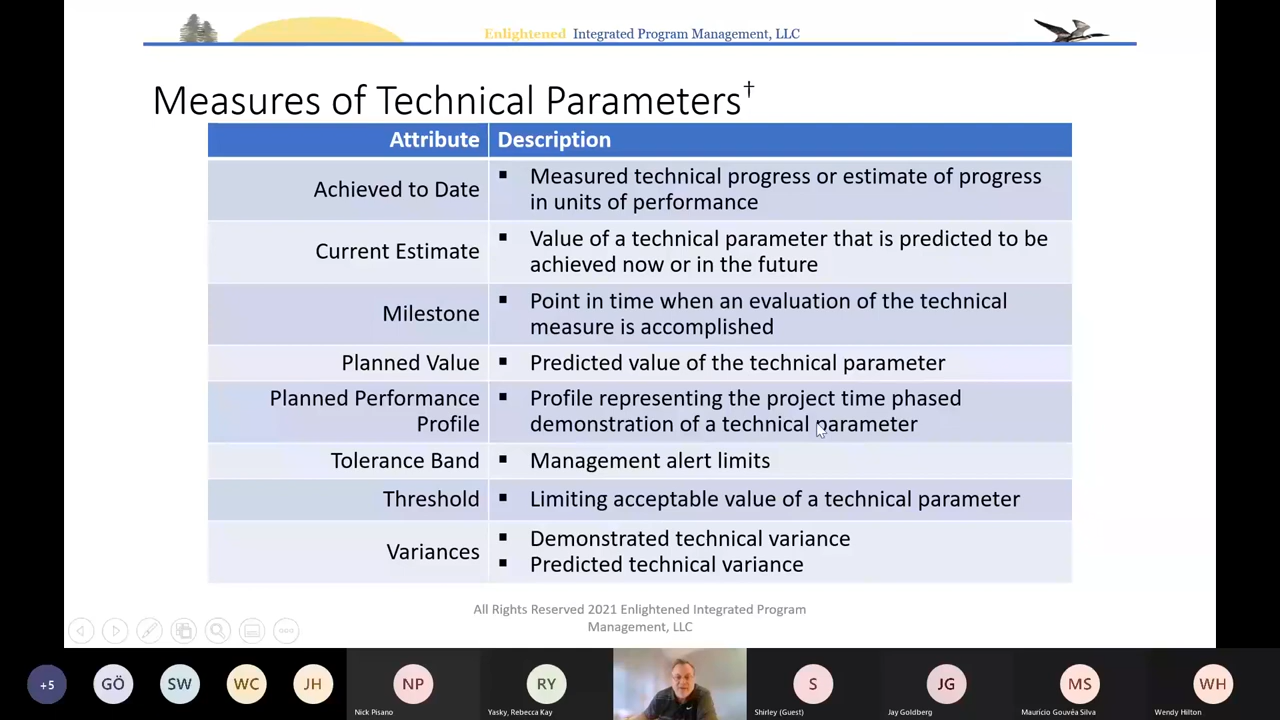 Enlightened Integrated Program Management, LLC
Measures of Technical Parameters†
Attribute Description
Achieved to Date
▪ Measured technical progress or estimate of progress
in units of performance
Current Estimate
▪ Value of a technical parameter that is predicted to be
achieved now or in the future
Milestone
▪ Point in time when an evaluation of the technical
measure is accomplished
Planned Value
▪ Predicted value of the technical parameter
Planned Performance
Profile
▪ Profile representing the project time phased
demonstration of a technical parameter
Tolerance Band
▪ Management alert limits
Threshold
▪ Limiting acceptable value of a technical parameter
Variances
▪ Demonstrated technical variance
▪ Predicted technical variance
All Rights Reserved 2021 Enlightened Integrated Program
Management, LLC
+5 GÖ SW WC JH NP RY S JG MS WH
Nick Pisano Yasky, Rebecca Kay Shirley (Guest) Jay Goldberg Maurício Gouvêa Silva Wendy Hilton